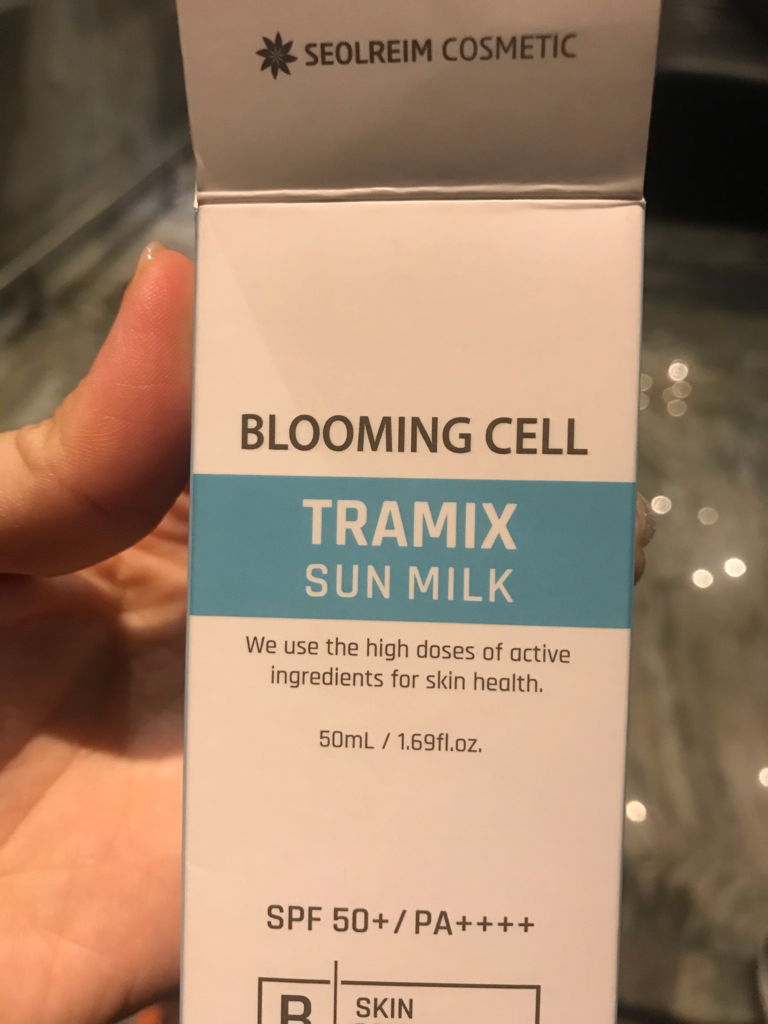 SEOLREIM COSMETIC
BLOOMING CELL
TRAMIX
SUN MILK
We use the high doses of active
ingredients for skin health.
50mL / 1.69fl.oz.
SPF 50+/PA++++
B
SKIN